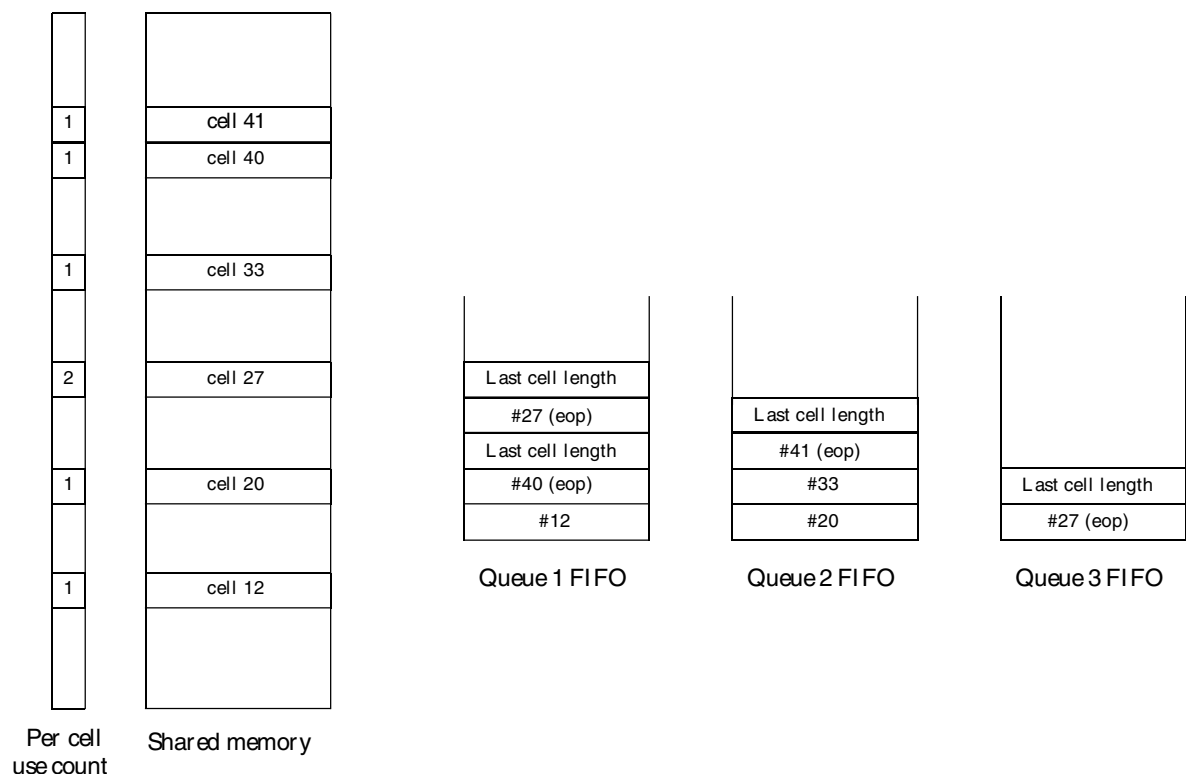 1
cell 41
1
cell 40
1
cell 33
2
cell 27
1
cell 20
1
cell 12
Per cell
use count
Shared memory
Last cell length
#27 (eop)
Last cell length
#40 (eop)
#12
Queue 1 FIFO
Last cell length
#41 (eop)
#33
#20
Queue 2 FIFO
Last cell length
#27 (eop)
Queue 3 FIFO